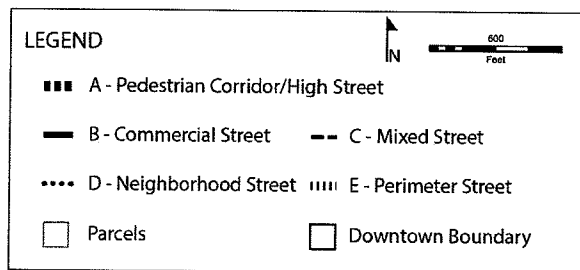 LEGEND
N
600
Feet
A - Pedestrian Corridor/High Street
B - Commercial Street
C - Mixed Street
D - Neighborhood Street
E - Perimeter Street
Parcels
Downtown Boundary